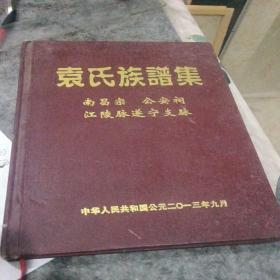 袁氏族譜集
南昌宗 公安祠
江陵脉遂宁支脉
中华人民共和国公元二〇一三年九月